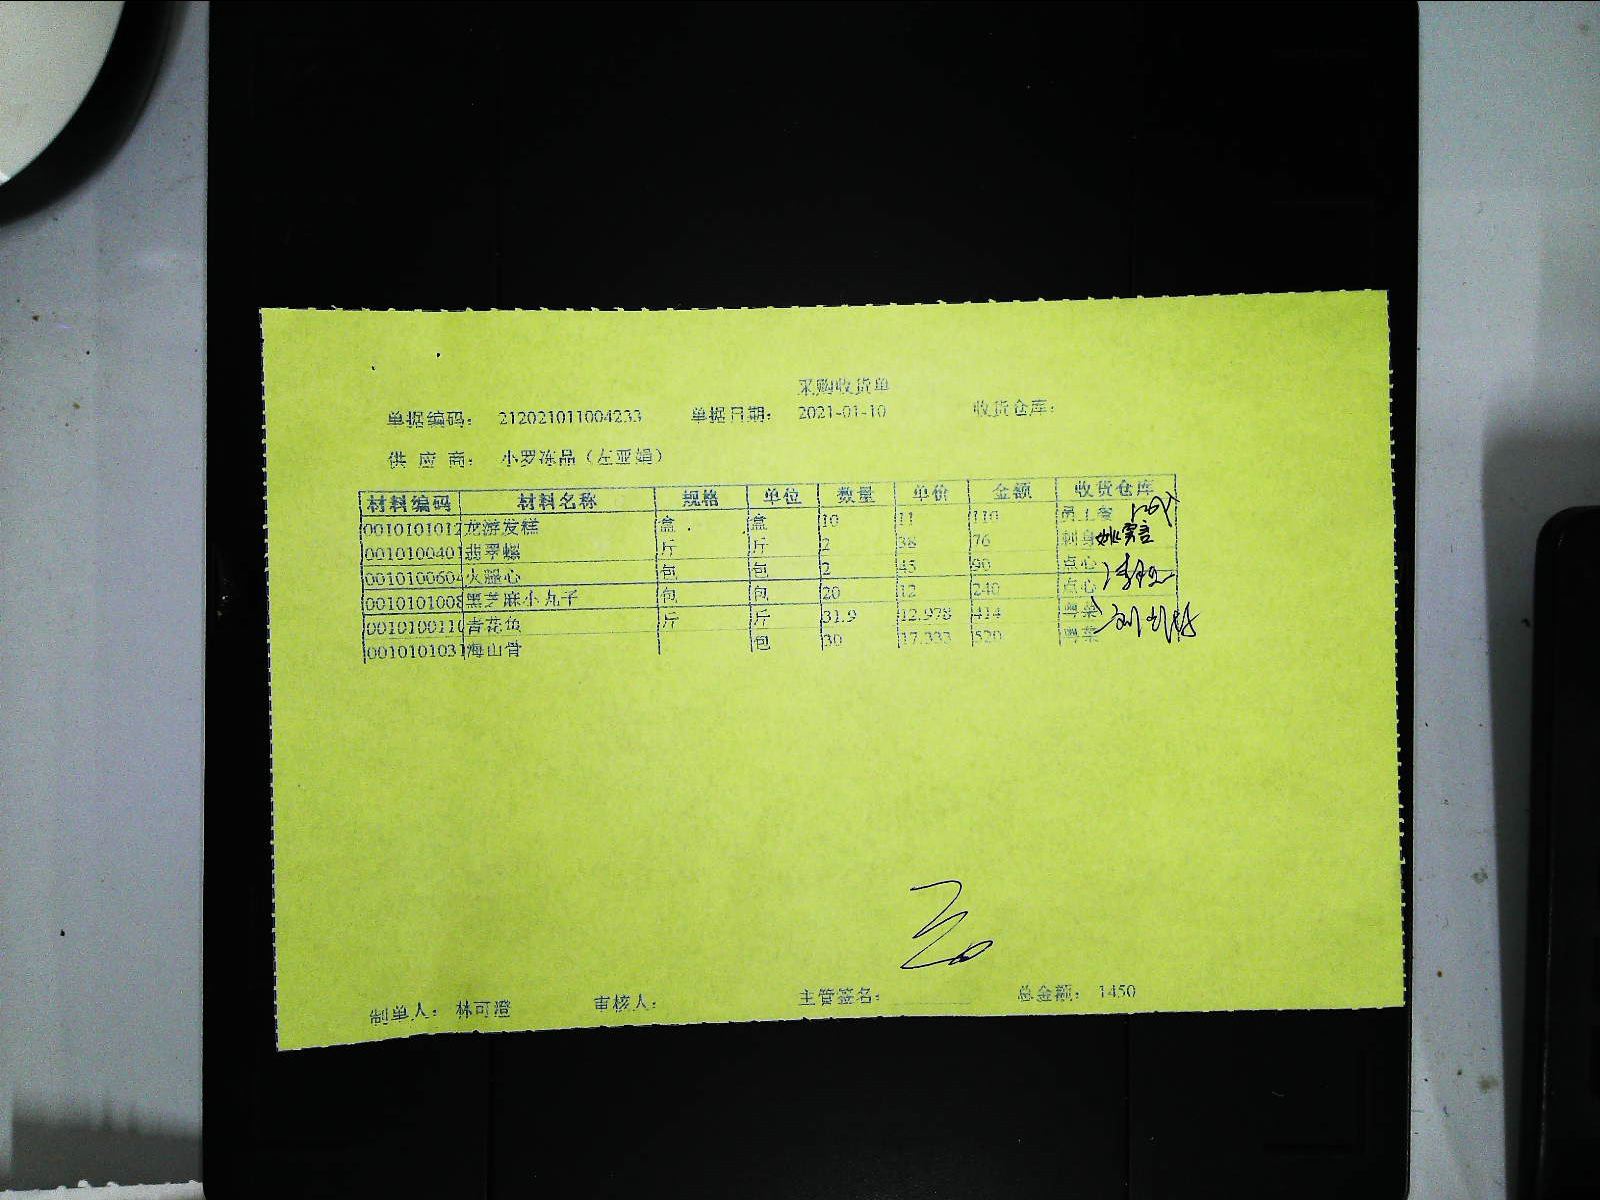 采购收货单
单据编码： 212021011004233 单据日期： 2021-01-10 收货仓库：
供 应 商： 小罗冻品（左亚娟）
材料编码 材料名称 规格 单位 数量 单价 金额 收货仓库
0010101012 龙游发糕 盒 盒 10 11 110 员工餐
0010100401 翡翠螺 斤 斤 2 38 76 刺身
0010100604 火腿心 包 包 2 45 90 点心
0010101008 黑芝麻小丸子 包 包 20 12 240 点心
0010100110 青花鱼 斤 斤 31.9 12.978 414 粤菜
0010101031 海山骨 包 30 17.333 520 粤菜
制单人： 林可澄 审核人： 主管签名： 总金额： 1450